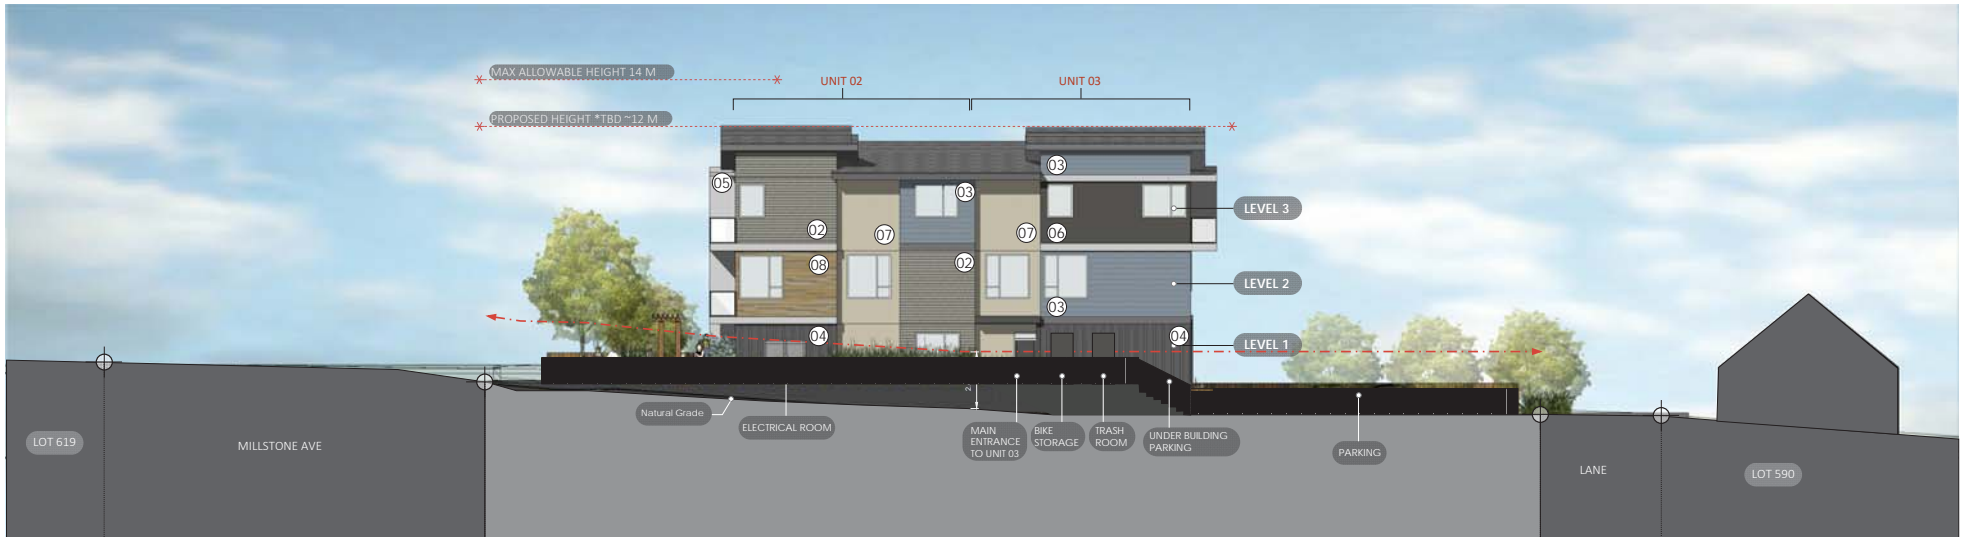 MAX ALLOWABLE HEIGHT 14 M
UNIT 02
UNIT 03
PROPOSED HEIGHT *TBD ~12 M
03
05
03
LEVEL 3
02
07
07
06
08
02
LEVEL 2
03
04
04
LEVEL 1
Natural Grade
ELECTRICAL ROOM
MAIN
ENTRANCE
TO UNIT 03
BIKE
STORAGE
TRASH
ROOM
UNDER BUILDING
PARKING
PARKING
LOT 619
MILLSTONE AVE
LANE
LOT 590